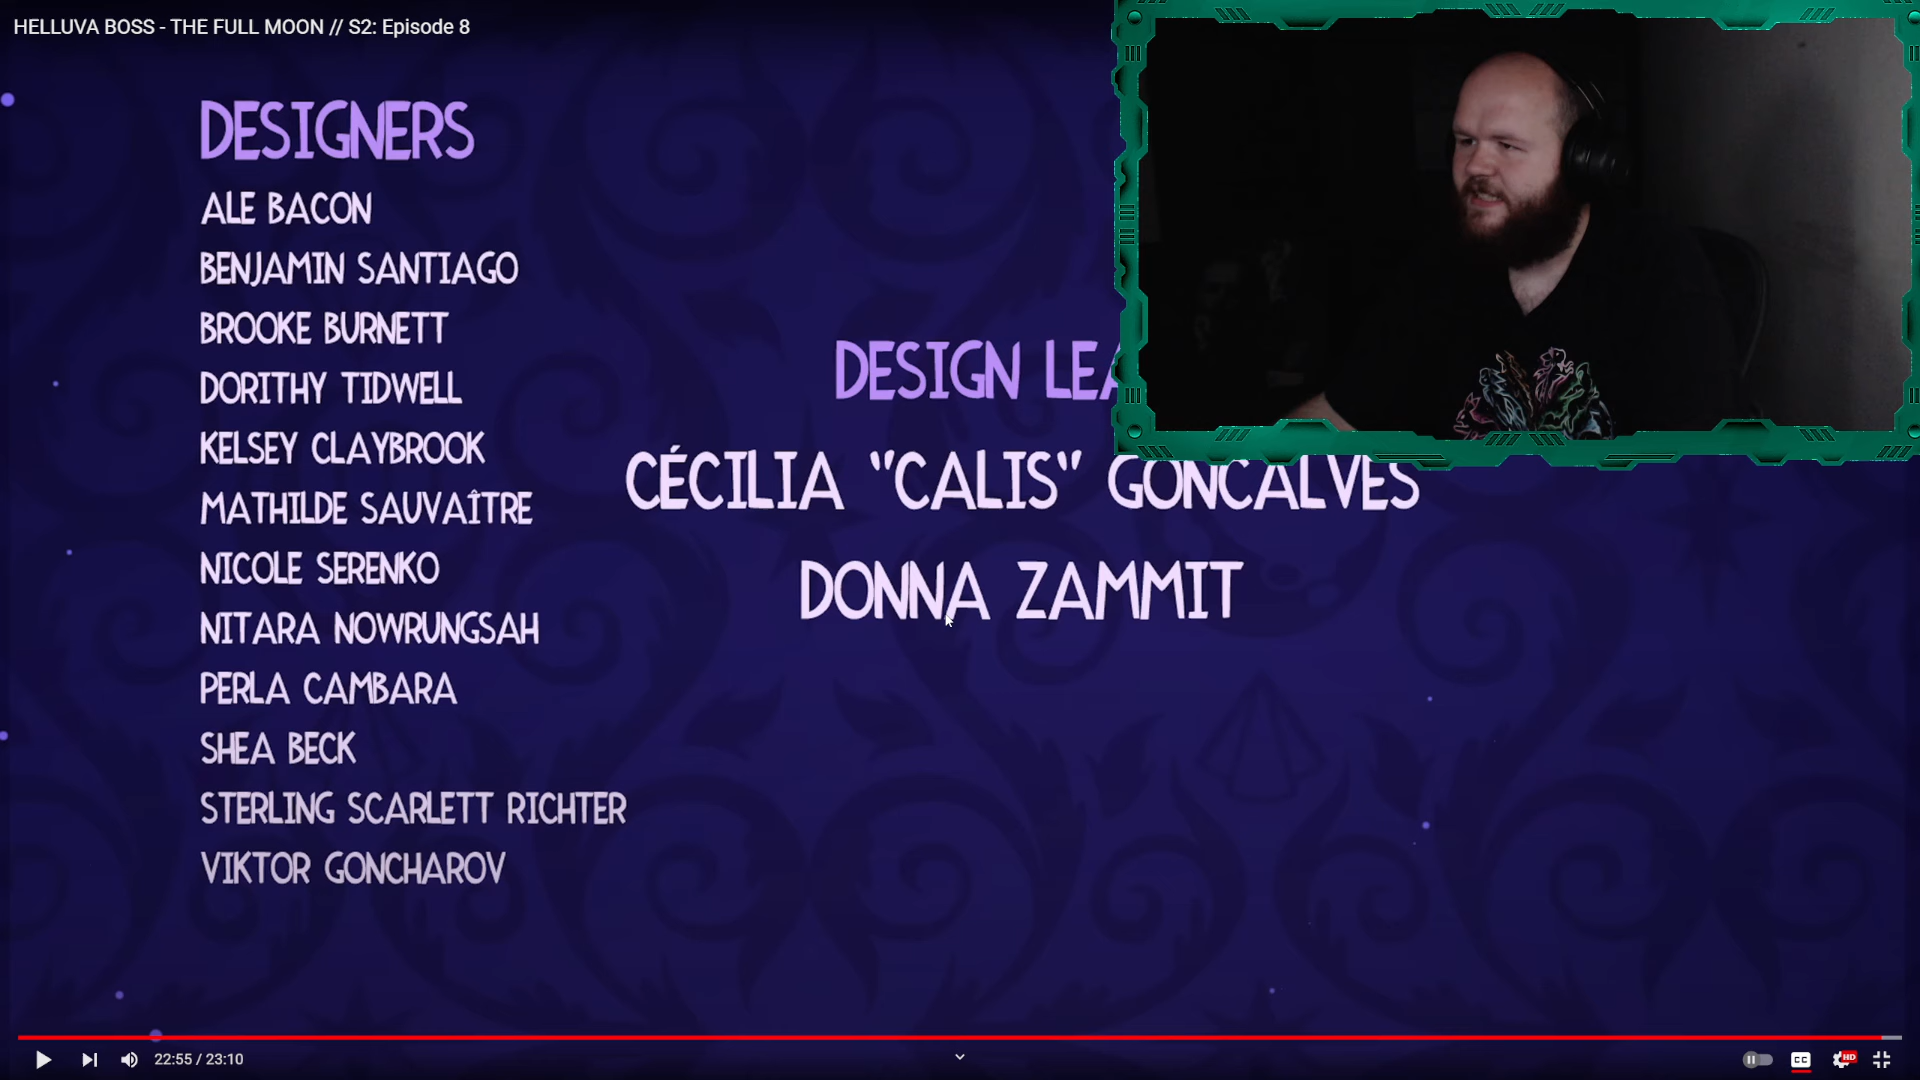 HELLUVA BOSS - THE FULL MOON // S2: Episode 8
DESIGNERS
ALE BACON
BENJAMIN SANTIAGO
BROOKE BURNETT
DORITHY TIDWELL
KELSEY CLAYBROOK
MATHILDE SAUVAÎTRE
NICOLE SERENKO
NITARA NOWRUNGSAH
PERLA CAMBARA
SHEA BECK
STERLING SCARLETT RICHTER
VIKTOR GONCHAROV
DESIGN LEA
CÉCILIA "CALIS" GONCALVES
DONNA ZAMMIT
22:55 / 23:10
CC
HD